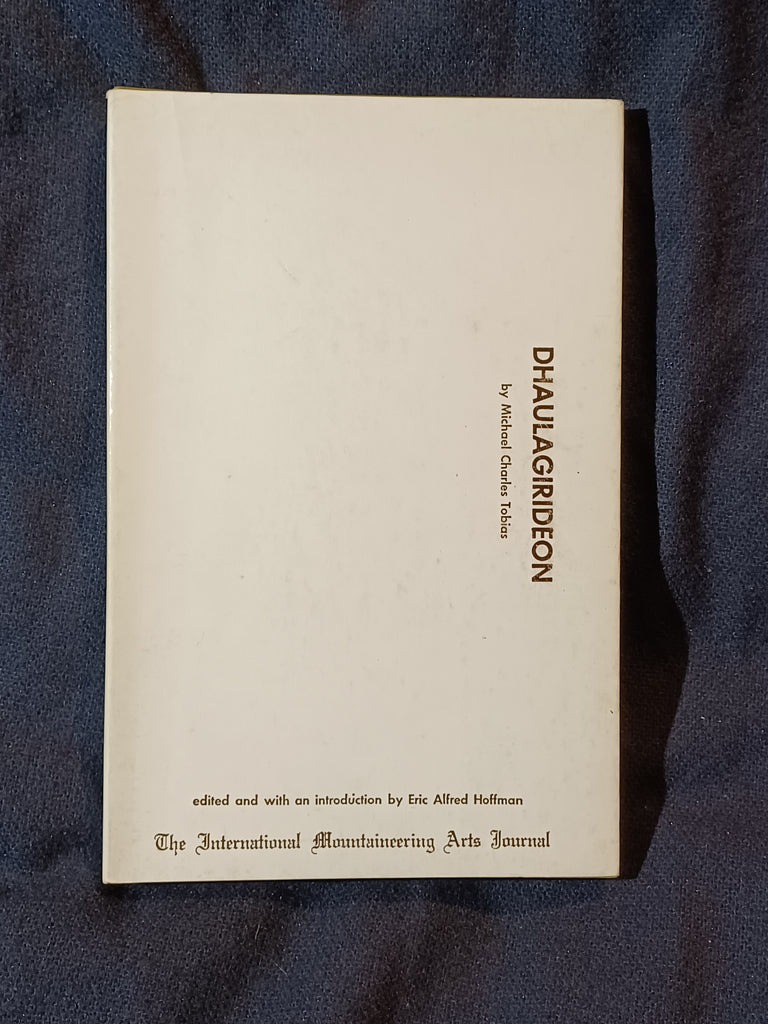 DHAULAGIRIDEON
by Michael Charles Tobias
edited and with an introduction by Eric Alfred Hoffman
The International Mountaineering Arts Journal